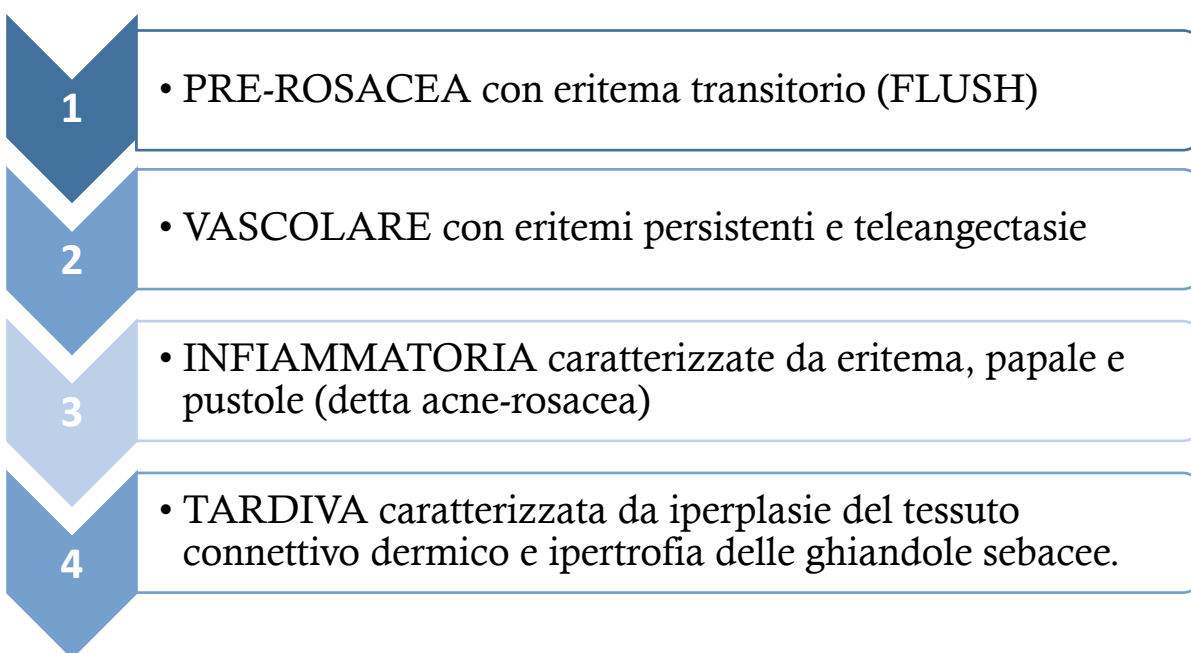 1
• PRE-ROSACEA con eritema transitorio (FLUSH)
2
• VASCOLARE con eritemi persistenti e teleangectasie
3
• INFIAMMATORIA caratterizzate da eritema, papale e
pustole (detta acne-rosacea)
4
• TARDIVA caratterizzata da iperplasie del tessuto
connettivo dermico e ipertrofia delle ghiandole sebacee.